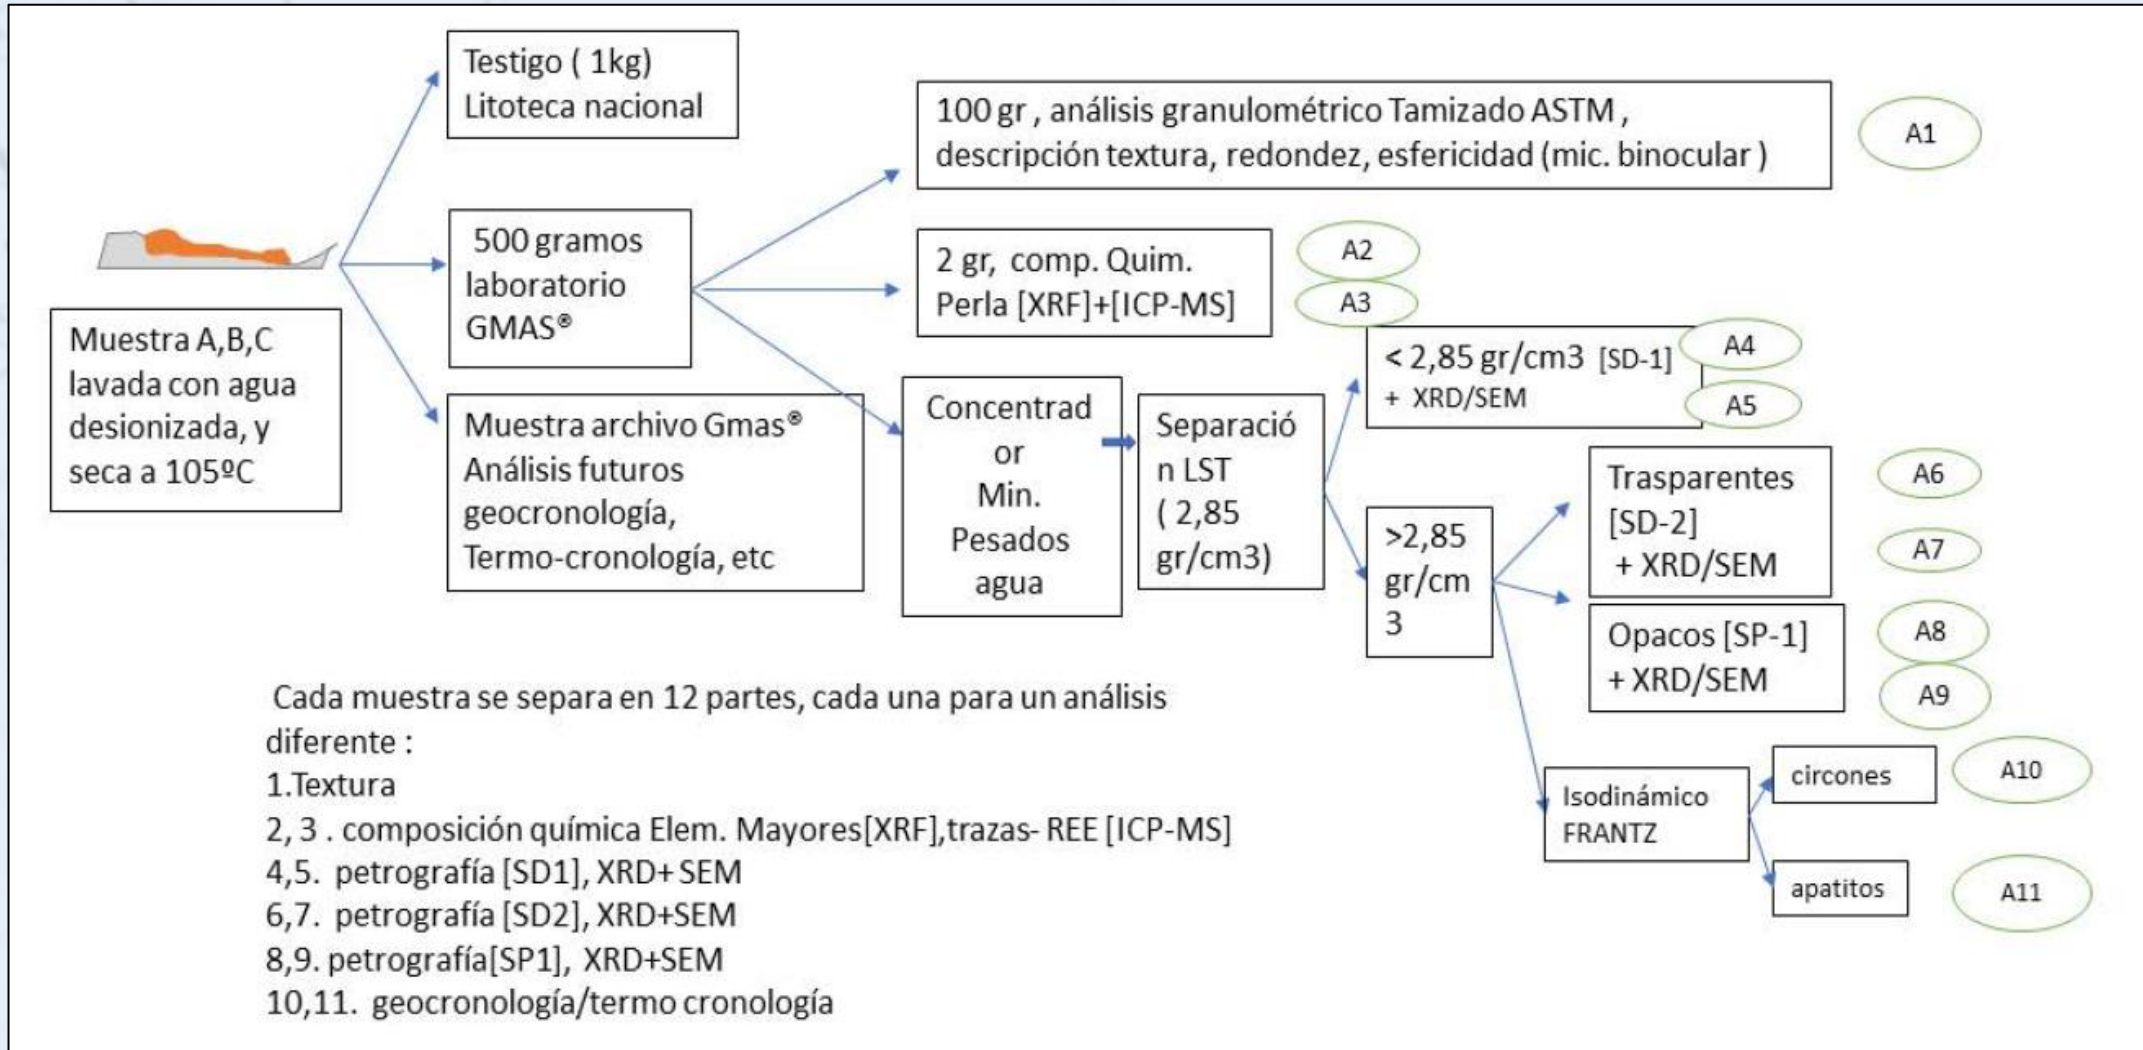 Testigo ( 1kg)
Litoteca nacional
100 gr , análisis granulométrico Tamizado ASTM ,
descripción textura, redondez, esfericidad (mic. binocular )
A1
500 gramos
laboratorio
GMAS®
2 gr, comp. Quim.
Perla [XRF]+[ICP-MS]
A2
A3
Muestra A,B,C
lavada con agua
desionizada, y
seca a 105ºC
Muestra archivo Gmas®
Análisis futuros
geocronología,
Termo-cronología, etc
Concentrad
or
Min.
Pesados
agua
Separació
n LST
( 2,85
gr/cm3)
< 2,85 gr/cm3 [SD-1]
+ XRD/SEM
A4
A5
>2,85
gr/cm
3
Trasparentes
[SD-2]
+ XRD/SEM
A6
A7
Opacos [SP-1]
+ XRD/SEM
A8
A9
Isodinámico
FRANTZ
circones
A10
apatitos
A11
Cada muestra se separa en 12 partes, cada una para un análisis
diferente :
1.Textura
2, 3 . composición química Elem. Mayores[XRF],trazas- REE [ICP-MS]
4,5. petrografía [SD1], XRD+ SEM
6,7. petrografía [SD2], XRD+SEM
8,9. petrografía[SP1], XRD+SEM
10,11. geocronología/termo cronología